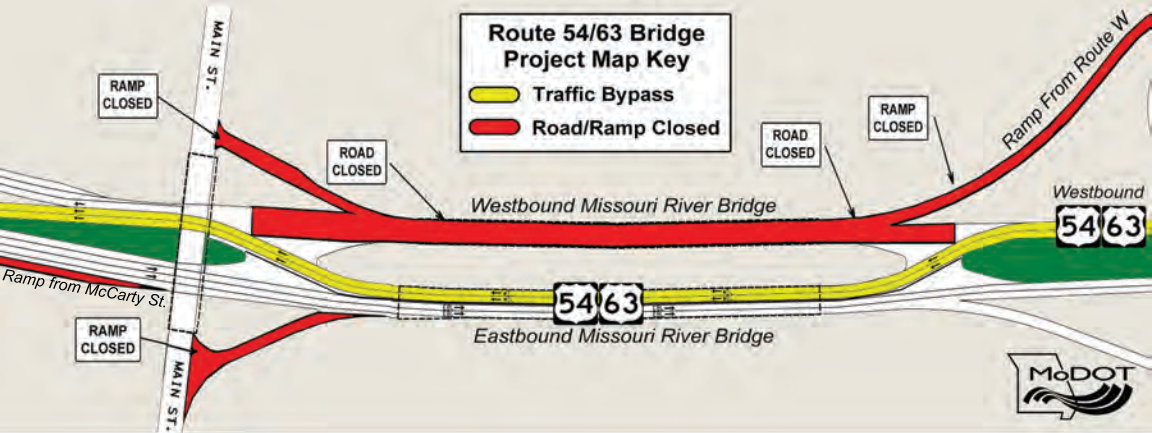 MAIN ST.
Route 54/63 Bridge
Project Map Key
Traffic Bypass
Road/Ramp Closed
RAMP
CLOSED
ROAD
CLOSED
ROAD
CLOSED
RAMP
CLOSED
Ramp From Route W
Westbound Missouri River Bridge
Westbound
54 63
Ramp from McCarty St.
54 63
Eastbound Missouri River Bridge
RAMP
CLOSED
MAIN ST.
MoDOT